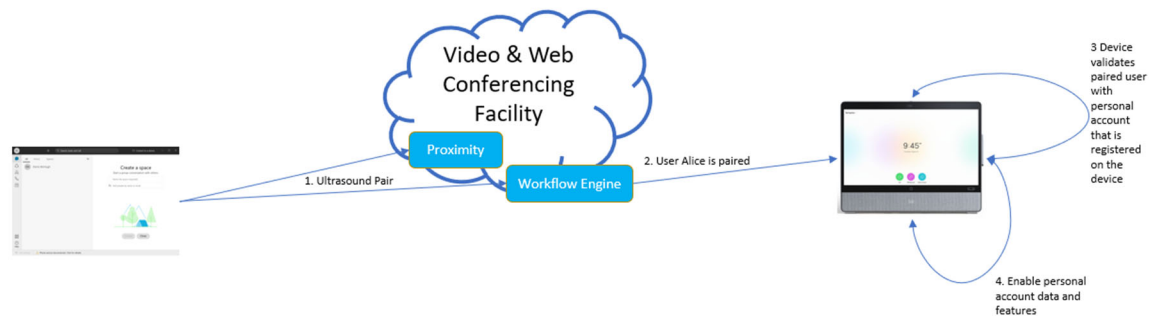 Video & Web
Conferencing
Facility
Proximity
Workflow Engine
1. Ultrasound Pair
2. User Alice is paired
3 Device
validates
paired user
with
personal
account
that is
registered
on the
device
4. Enable personal
account data and
features
Create a space
9 45